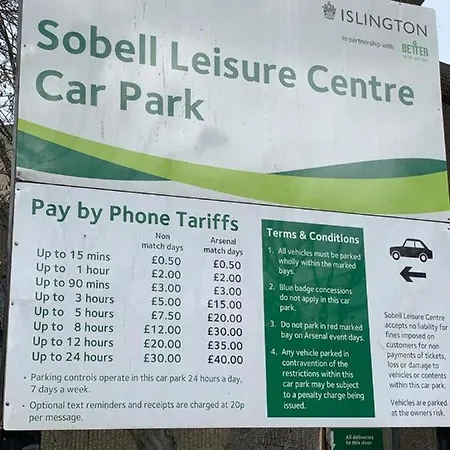 ISLINGTON
In partnership with BETTER
Sobell Leisure Centre
Car Park
Pay by Phone Tariffs
Non match days
Arsenal match days
Up to 15 mins £0.50 £0.50
Up to 1 hour £2.00 £2.00
Up to 90 mins £3.00 £3.00
Up to 3 hours £5.00 £15.00
Up to 5 hours £7.50 £20.00
Up to 8 hours £12.00 £30.00
Up to 12 hours £20.00 £35.00
Up to 24 hours £30.00 £40.00
- Parking controls operate in this car park 24 hours a day,
7 days a week.
- Optional text reminders and receipts are charged at 20p
per message.
Terms & Conditions
1. All vehicles must be parked
wholly within the marked
bays.
2. Blue badge concessions
do not apply in this car
park.
3. Do not park in red marked
bay on Arsenal event days.
4. Any vehicle parked in
contravention of the
restrictions within this
car park may be subject
to a penalty charge being
issued.
Sobell Leisure Centre
accepts no liability for
fines imposed on
customers for non
payments of tickets,
loss or damage to
vehicles or contents
within this car park.
Vehicles are parked
at the owners risk.
All deliveries
to this door